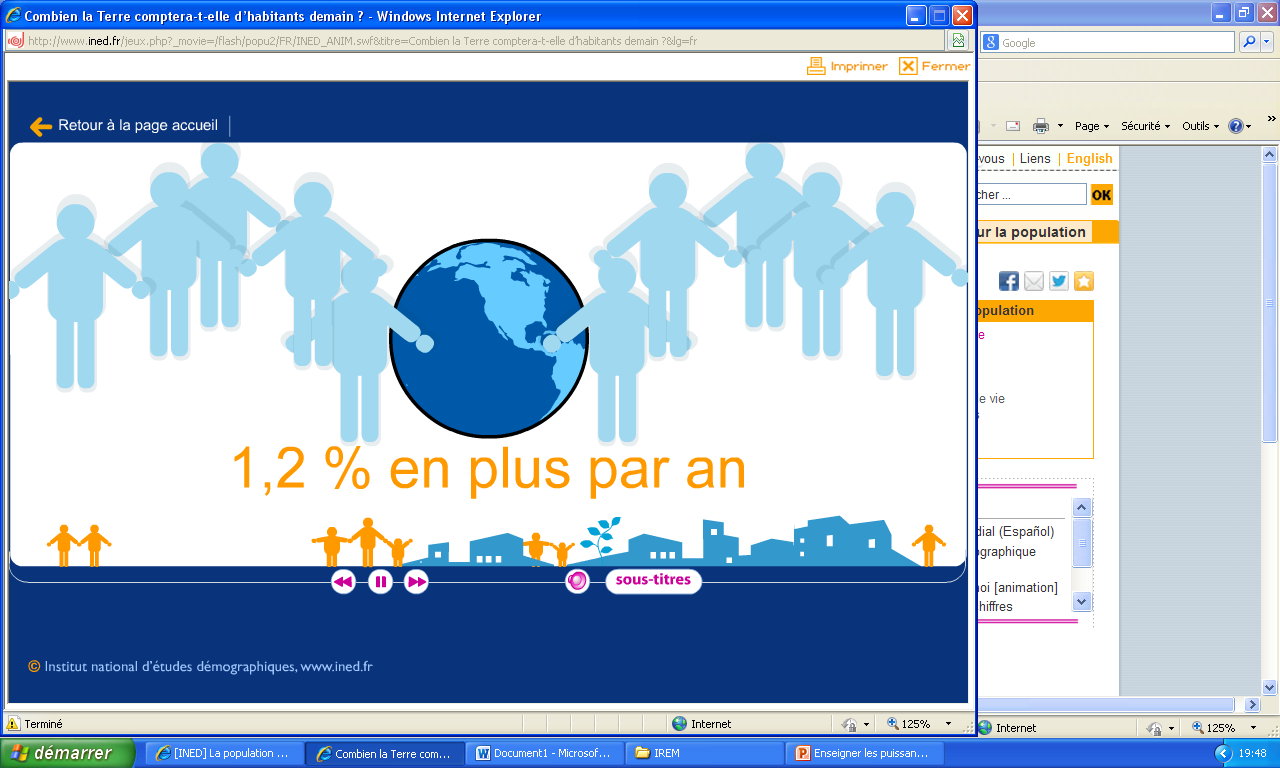 Combien la Terre comptera-t-elle d'habitants demain ? - Windows Internet Explorer
http://www.ined.fr/jeux.php?_movie=/flash/popu2/FR/INED_ANIM.swf&titre=Combien la Terre comptera-t-elle d'habitants demain ?&lg=fr
Google
Imprimer
Fermer
Page
Sécurité
Outils
»
Retour à la page accueil
vous | Liens | English
cher ...
OK
ur la population
opulation
e
e vie
s
1,2 % en plus par an
dial (Español)
ographique
noi [animation]
hiffres
sous-titres
© Institut national d'études démographiques, www.ined.fr
Terminé
Internet
125%
Internet
125%
démarrer
[INED] La population ...
Combien la Terre com...
Document1 - Microsof...
IREM
Enseigner les puissan...
19:48